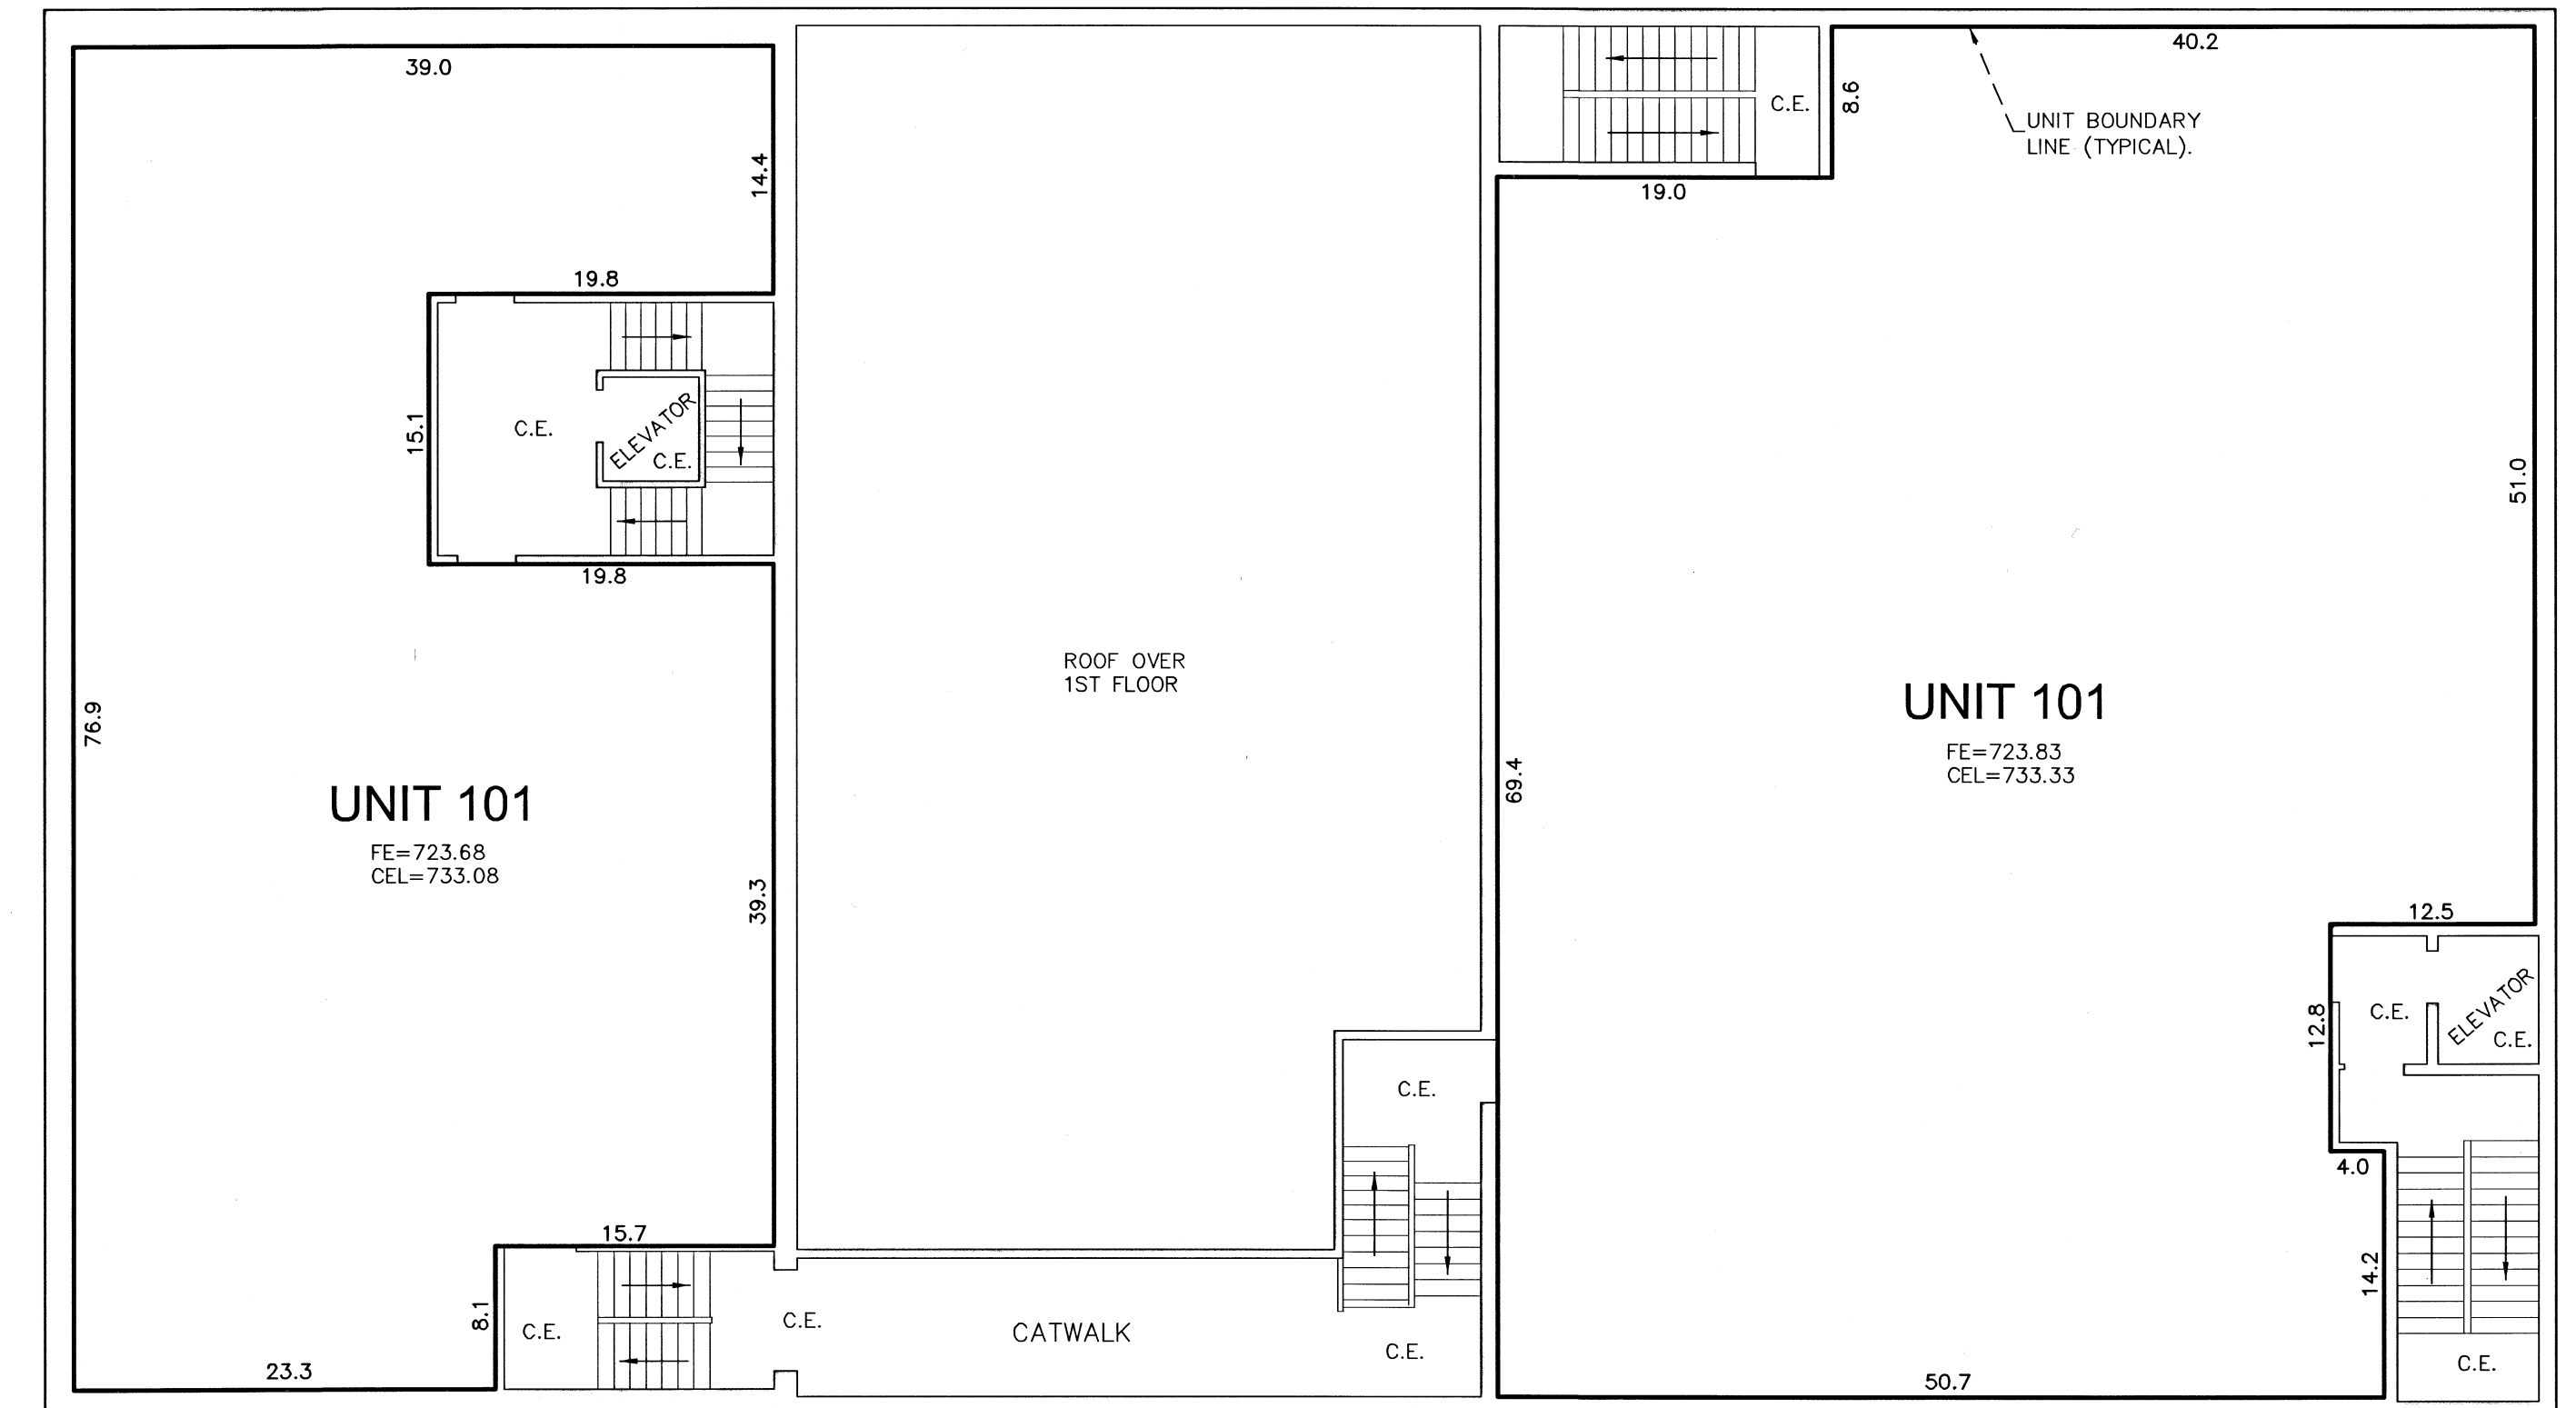 39.0
14.4
19.8
C.E.
ELEVATOR
C.E.
15.1
19.8
76.9
UNIT 101
FE=723.68
CEL=733.08
39.3
15.7
8.1
C.E.
23.3
ROOF OVER
1ST FLOOR
C.E.
CATWALK
C.E.
C.E.
C.E.
8.6
40.2
UNIT BOUNDARY
LINE (TYPICAL).
19.0
51.0
UNIT 101
FE=723.83
CEL=733.33
69.4
12.5
12.8
C.E.
ELEVATOR
C.E.
4.0
14.2
C.E.
50.7